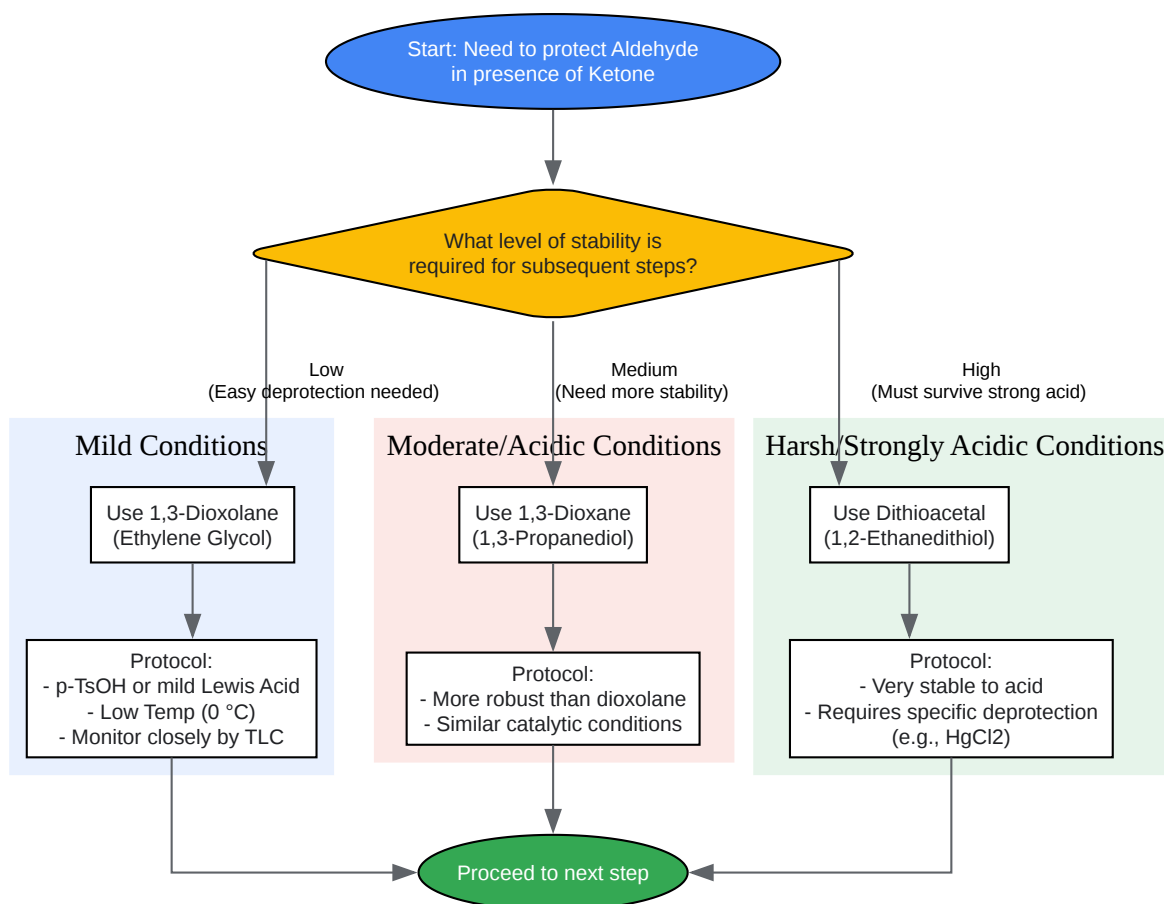 Start: Need to protect Aldehyde
in presence of Ketone
What level of stability is
required for subsequent steps?
Low
(Easy deprotection needed)
Medium
(Need more stability)
High
(Must survive strong acid)
Mild Conditions
Moderate/Acidic Conditions
Harsh/Strongly Acidic Conditions
Use 1,3-Dioxolane
(Ethylene Glycol)
Use 1,3-Dioxane
(1,3-Propanediol)
Use Dithioacetal
(1,2-Ethanedithiol)
Protocol:
- p-TsOH or mild Lewis Acid
- Low Temp (0 °C)
- Monitor closely by TLC
Protocol:
- More robust than dioxolane
- Similar catalytic conditions
Protocol:
- Very stable to acid
- Requires specific deprotection
(e.g., HgCl2)
Proceed to next step